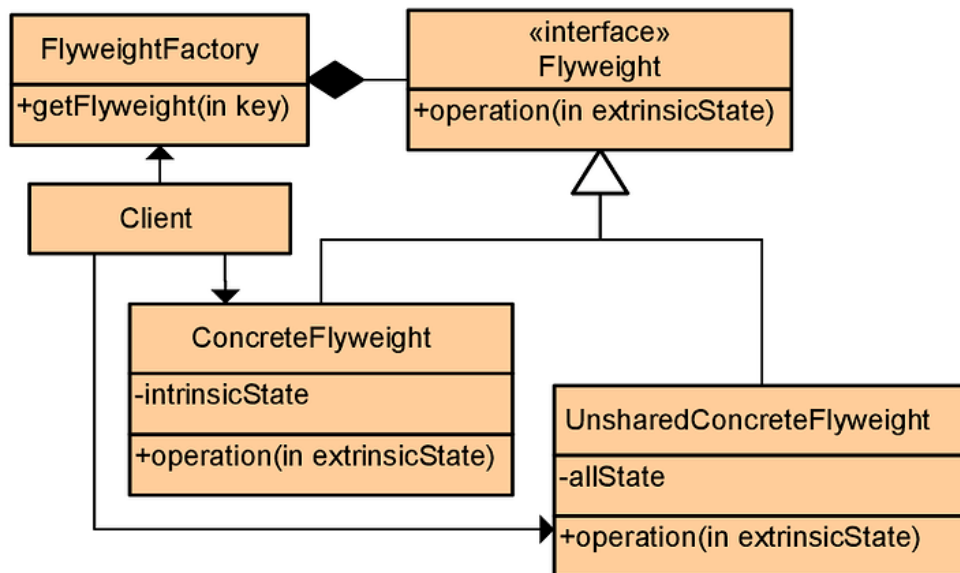 FlyweightFactory
+getFlyweight(in key)
«interface»
Flyweight
+operation(in extrinsicState)
Client
ConcreteFlyweight
-intrinsicState
+operation(in extrinsicState)
UnsharedConcreteFlyweight
-allState
+operation(in extrinsicState)